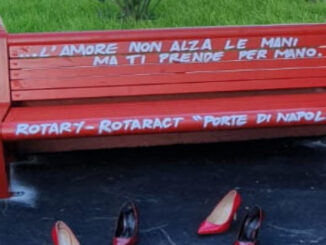 ...L'AMORE NON ALZA LE MANI
MA TI PRENDE PER MANO.
ROTARY-ROTARACT "PORTE DI NAPOL